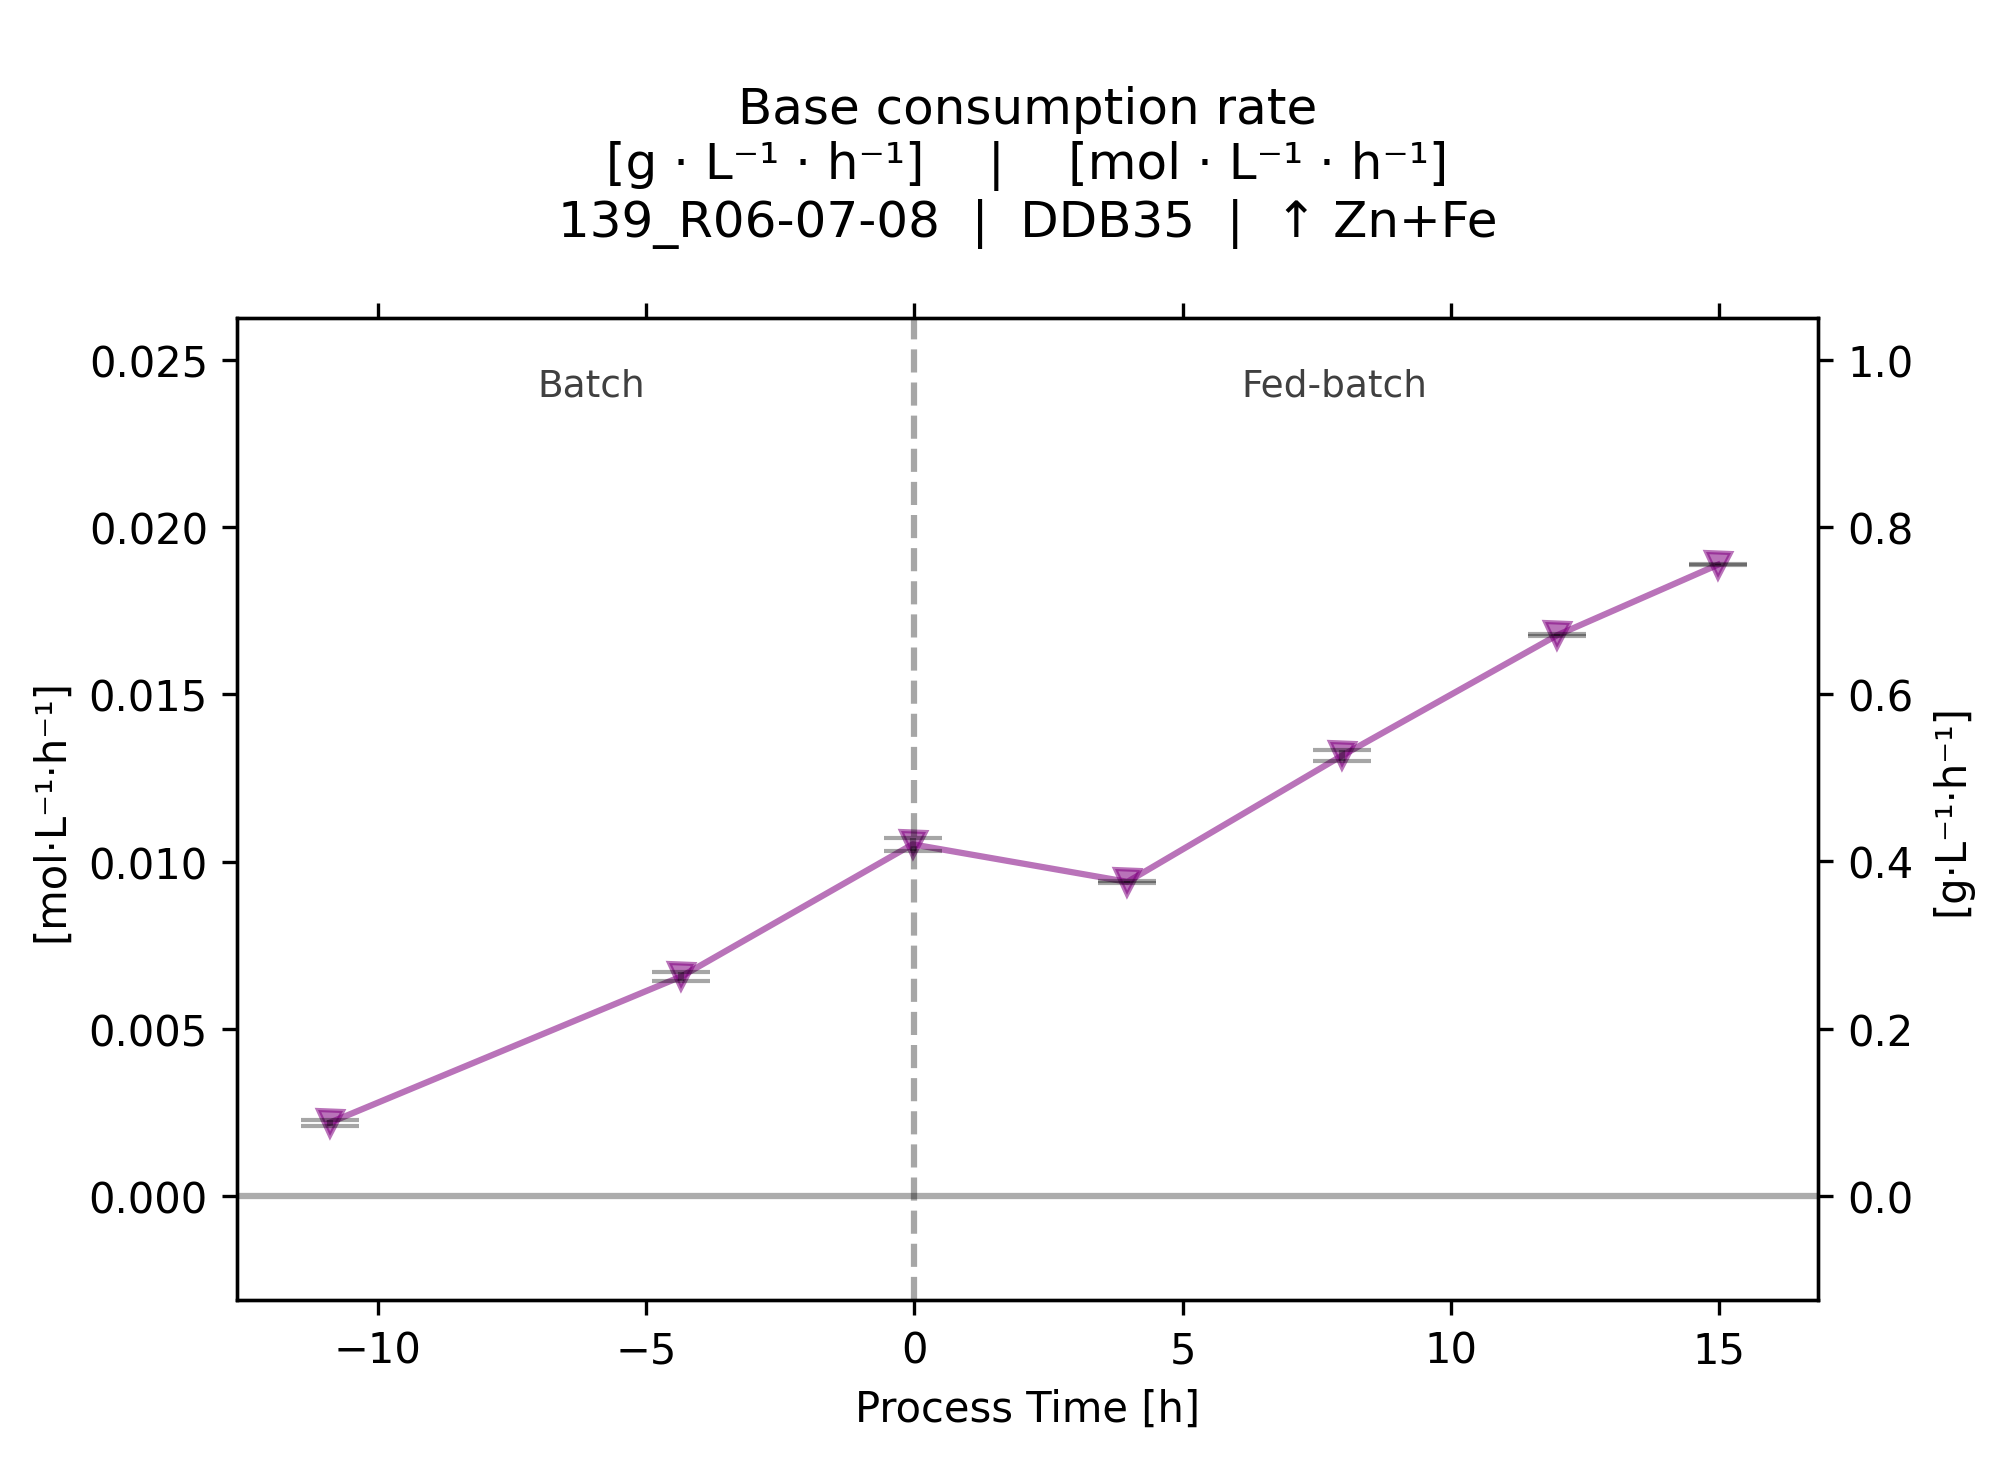 Base consumption rate
[g · L⁻¹ · h⁻¹] | [mol · L⁻¹ · h⁻¹]
139_R06-07-08 | DDB35 | ↑ Zn+Fe
Batch
Fed-batch
0.025
0.020
0.015
0.010
0.005
0.000
[mol·L⁻¹·h⁻¹]
1.0
0.8
0.6
0.4
0.2
0.0
[g·L⁻¹·h⁻¹]
−10 −5 0 5 10 15
Process Time [h]